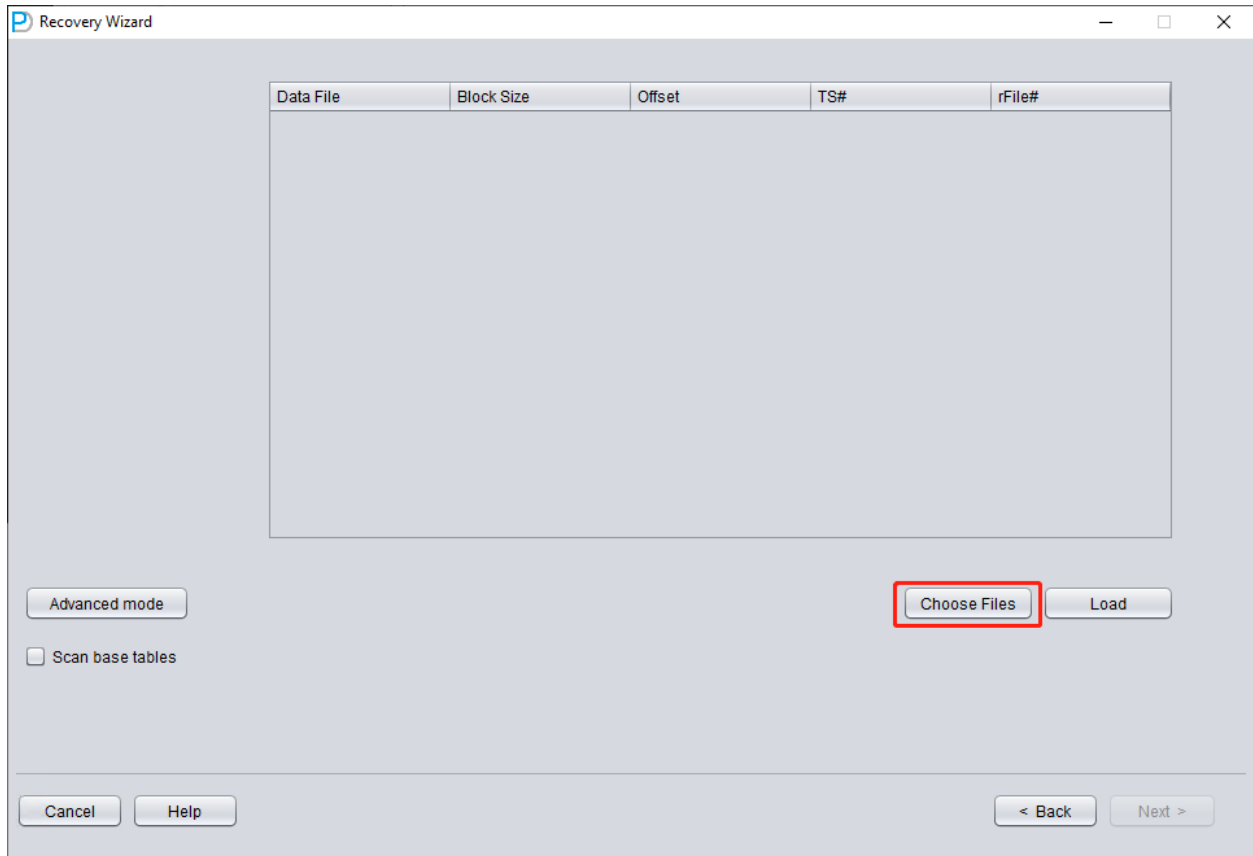 Recovery Wizard
Data File Block Size Offset TS# rFile#
Advanced mode Choose Files Load
Scan base tables
Cancel Help < Back Next >